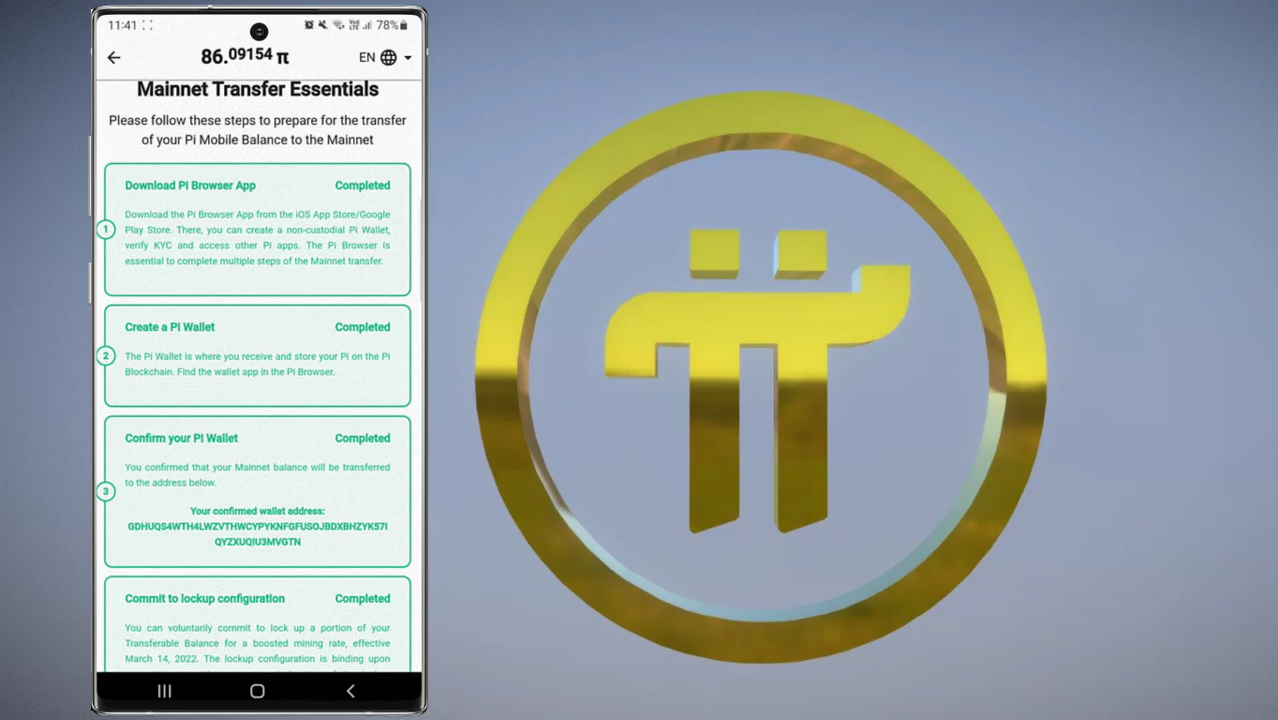 11:41
78%
86.09154 π
EN
Mainnet Transfer Essentials
Please follow these steps to prepare for the transfer
of your Pi Mobile Balance to the Mainnet
Download Pi Browser App Completed
1
Download the Pi Browser App from the iOS App Store/Google
Play Store. There, you can create a non-custodial Pi Wallet,
verify KYC and access other Pi apps. The Pi Browser is
essential to complete multiple steps of the Mainnet transfer.
Create a Pi Wallet Completed
2
The Pi Wallet is where you receive and store your Pi on the Pi
Blockchain. Find the wallet app in the Pi Browser.
Confirm your Pi Wallet Completed
3
You confirmed that your Mainnet balance will be transferred
to the address below.
Your confirmed wallet address:
GDHUQS4WTH4LWZVTHWCYPYKNFGFUSOJBDXBHZYK57I
QYZXUQIU3MVGTN
Commit to lockup configuration Completed
You can voluntarily commit to lock up a portion of your
Transferable Balance for a boosted mining rate, effective
March 14, 2022. The lockup configuration is binding upon